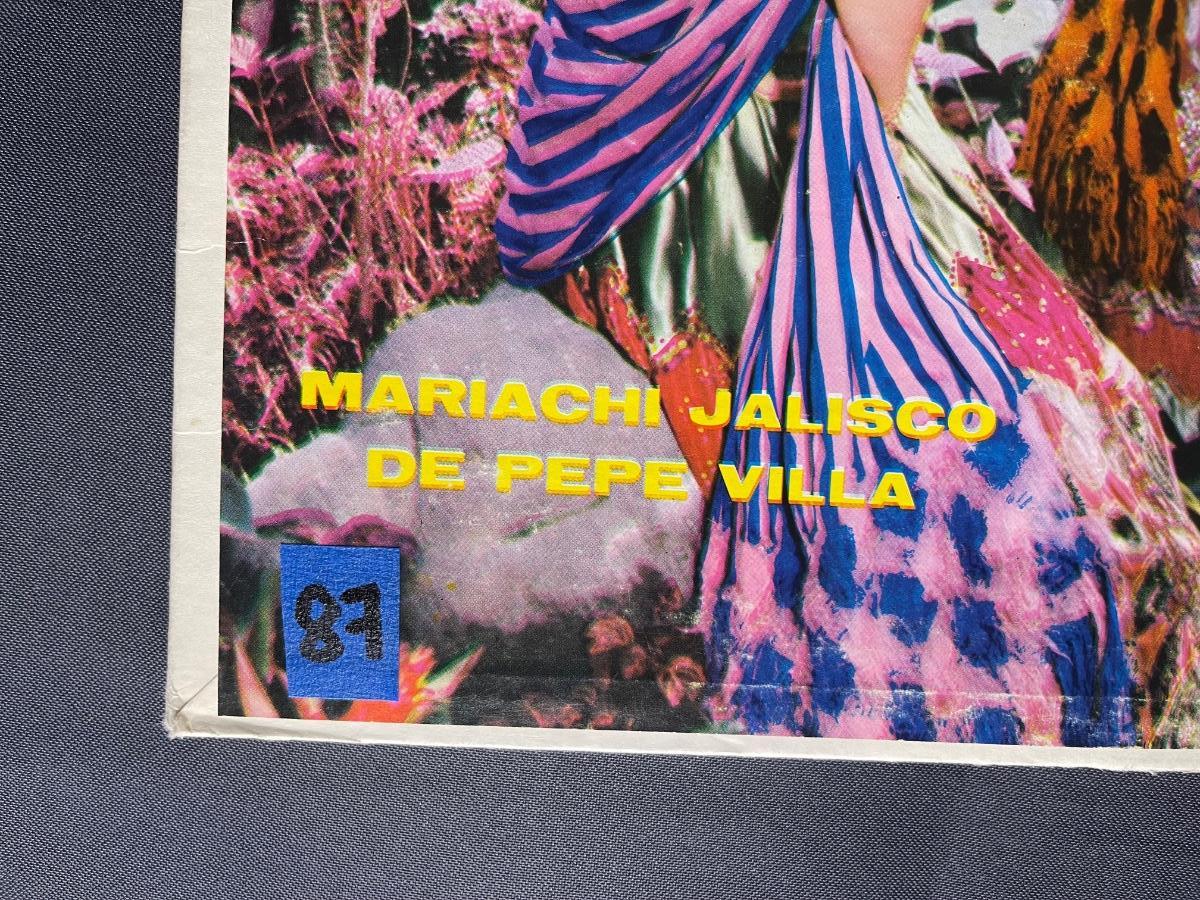 MARIACHI JALISCO
DE PEPE VILLA
87